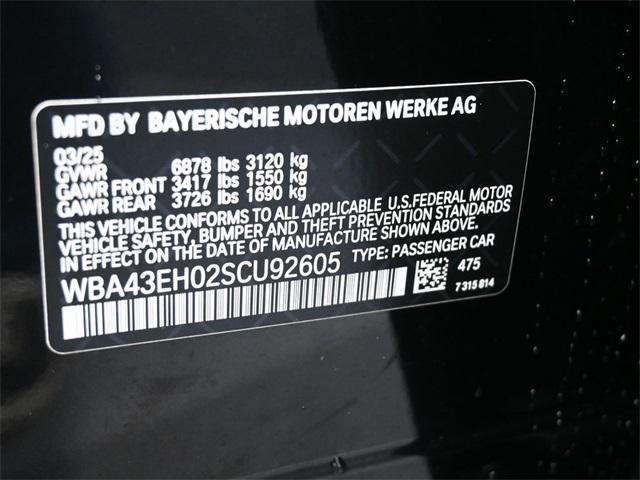 MFD BY BAYERISCHE MOTOREN WERKE AG
03/25
GVWR 6878 lbs 3120 kg
GAWR FRONT 3417 lbs 1550 kg
GAWR REAR 3726 lbs 1690 kg
THIS VEHICLE CONFORMS TO ALL APPLICABLE U.S.FEDERAL MOTOR
VEHICLE SAFETY, BUMPER AND THEFT PREVENTION STANDARDS
IN EFFECT ON THE DATE OF MANUFACTURE SHOWN ABOVE.
WBA43EH02SCU92605 TYPE: PASSENGER CAR
475
7315814